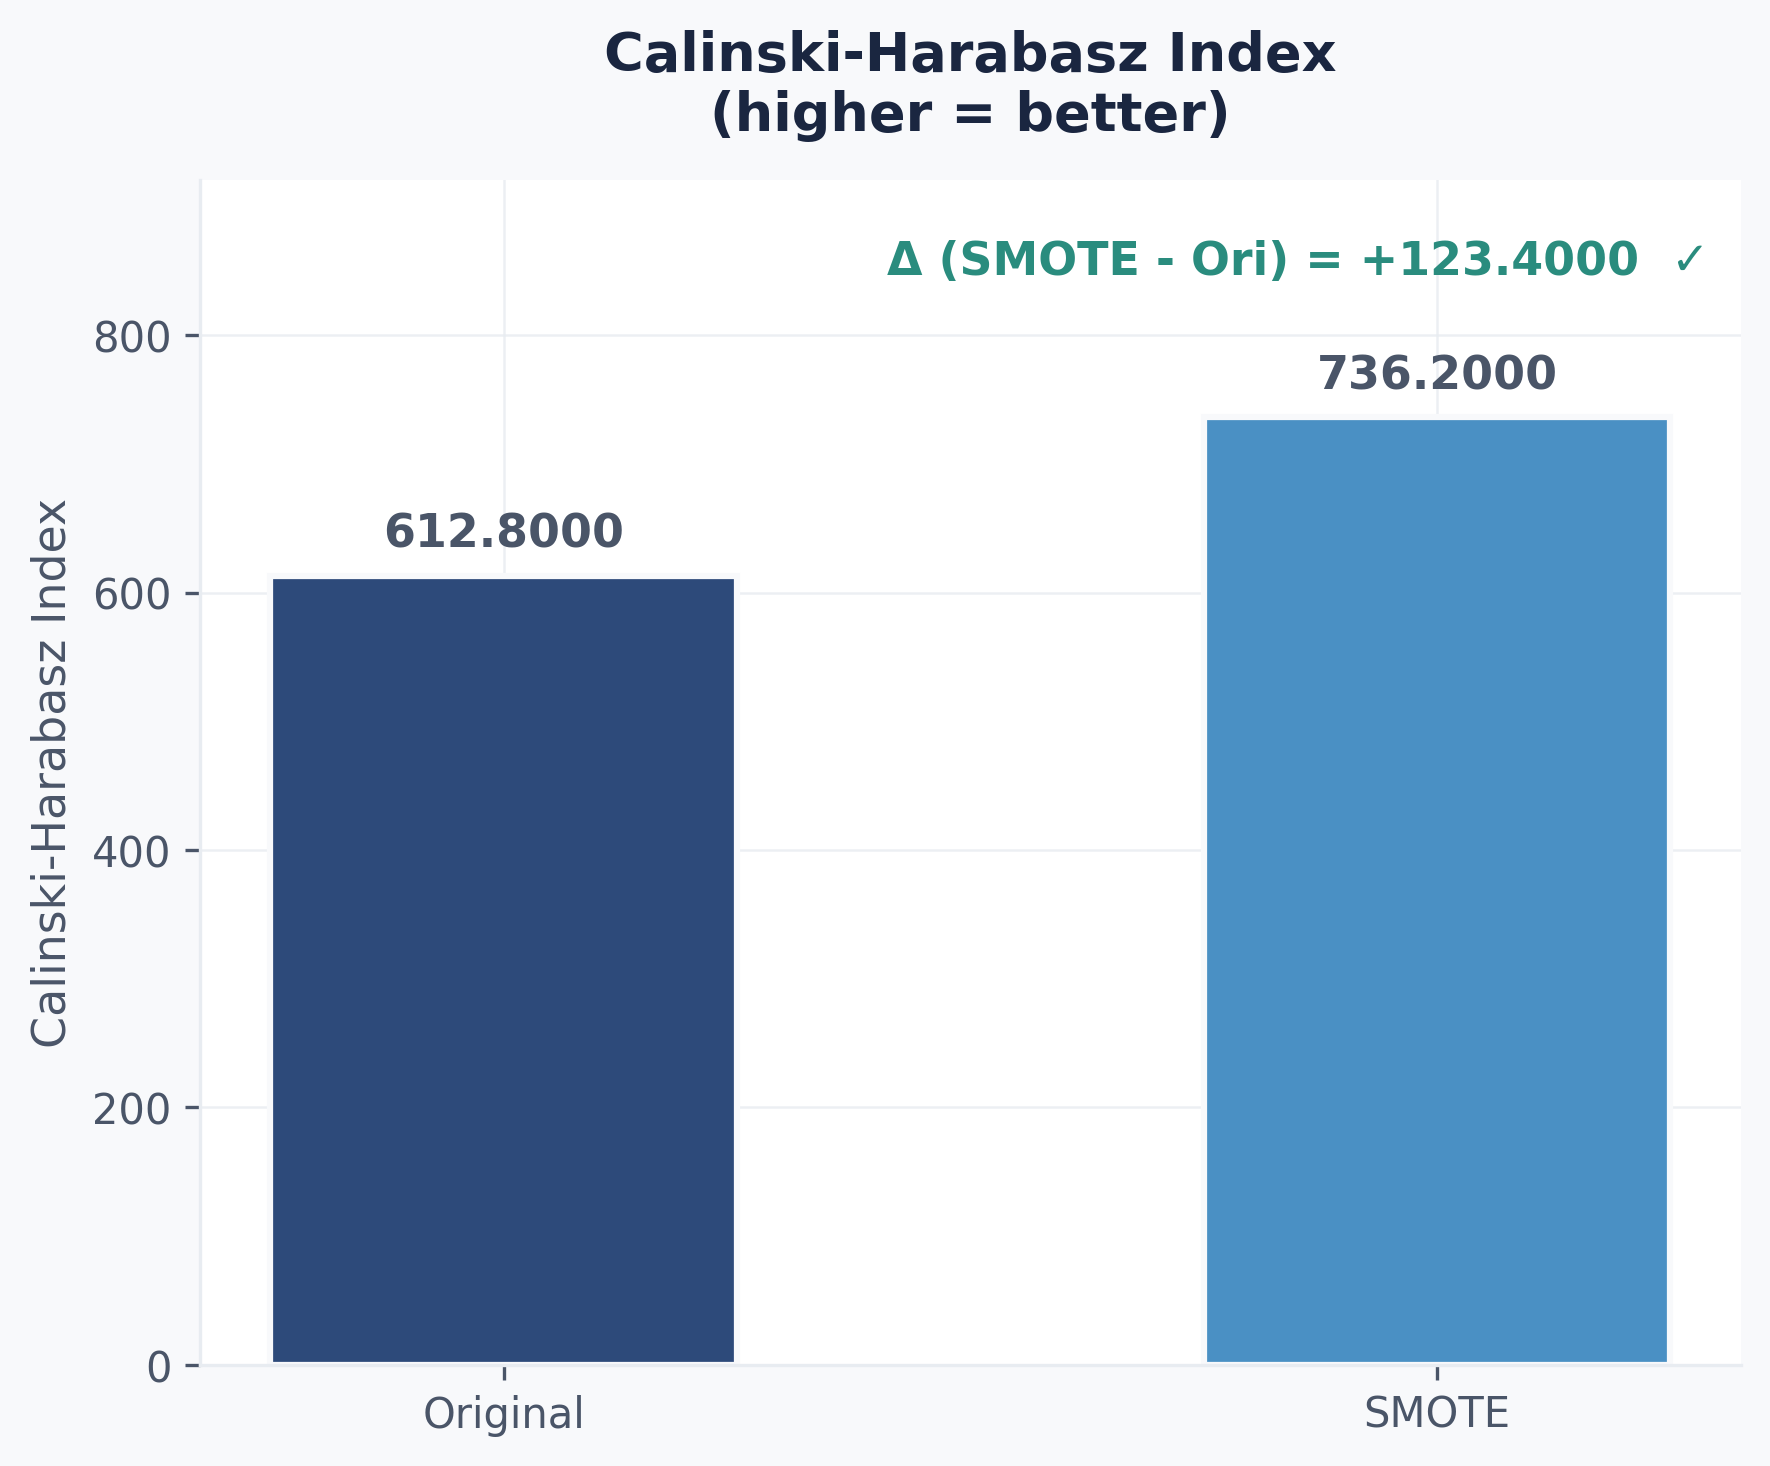 Calinski-Harabasz Index
(higher = better)
Δ (SMOTE - Ori) = +123.4000 ✓
800
736.2000
612.8000
600
Calinski-Harabasz Index
400
200
0
Original
SMOTE